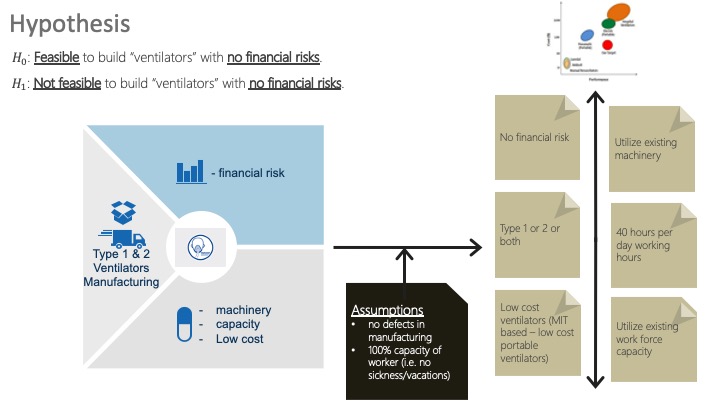 Hypothesis
H₀: Feasible to build "ventilators" with no financial risks.
H₁: Not feasible to build "ventilators" with no financial risks.
- financial risk
Type 1 & 2
Ventilators
Manufacturing
- machinery
- capacity
- Low cost
Assumptions
• no defects in
manufacturing
• 100% capacity of
worker (i.e. no
sickness/vacations)
No financial risk
Type 1 or 2 or
both
Low cost
ventilators (MIT
based – low cost
portable
ventilators)
Utilize existing
machinery
40 hours per
day working
hours
Utilize existing
work force
capacity